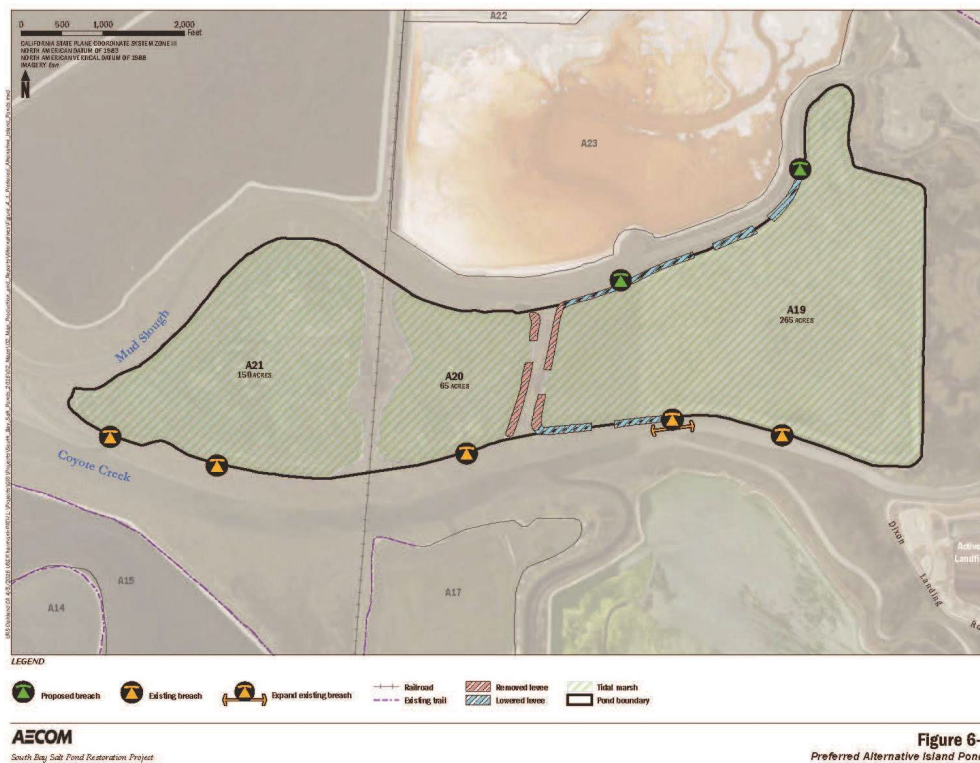 0 500 1,000 2,000
Feet
CALIFORNIA STATE PLANE COORDINATE SYSTEM ZONE III
NORTH AMERICAN DATUM OF 1983
NORTH AMERICAN VERTICAL DATUM OF 1988
IMAGERY Esri
N
A22
A23
A19
265 ACRES
Mud Slough
A21
150 ACRES
A20
65 ACRES
Coyote Creek
A15
A14
A17
Dixon
Landing
Active
Landfi
LEGEND
Proposed breach
Existing breach
Expand existing breach
Railroad
Existing trail
Removed levee
Lowered levee
Tidal marsh
Pond boundary
AECOM
South Bay Salt Pond Restoration Project
Figure 6-
Preferred Alternative Island Pond